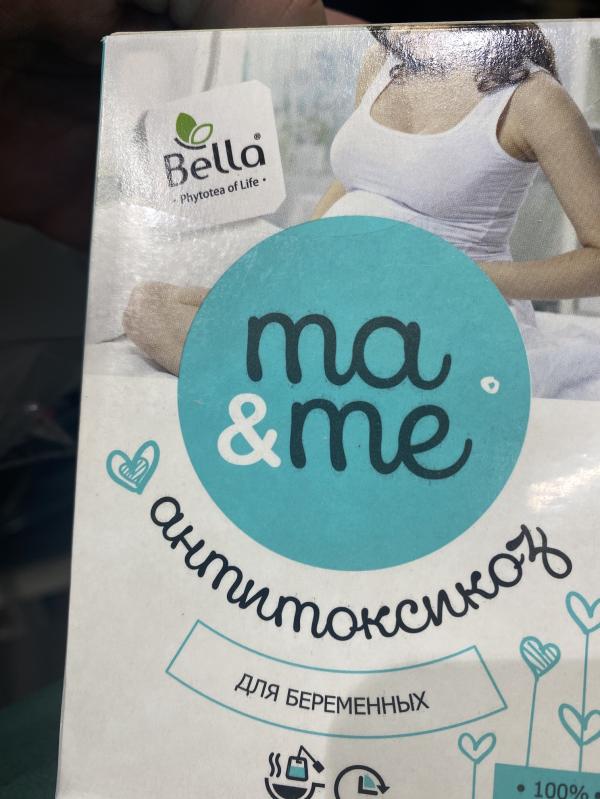 Bella®
• Phytotea of Life •
ma
&me
антитоксикоз
ДЛЯ БЕРЕМЕННЫХ
• 100% •